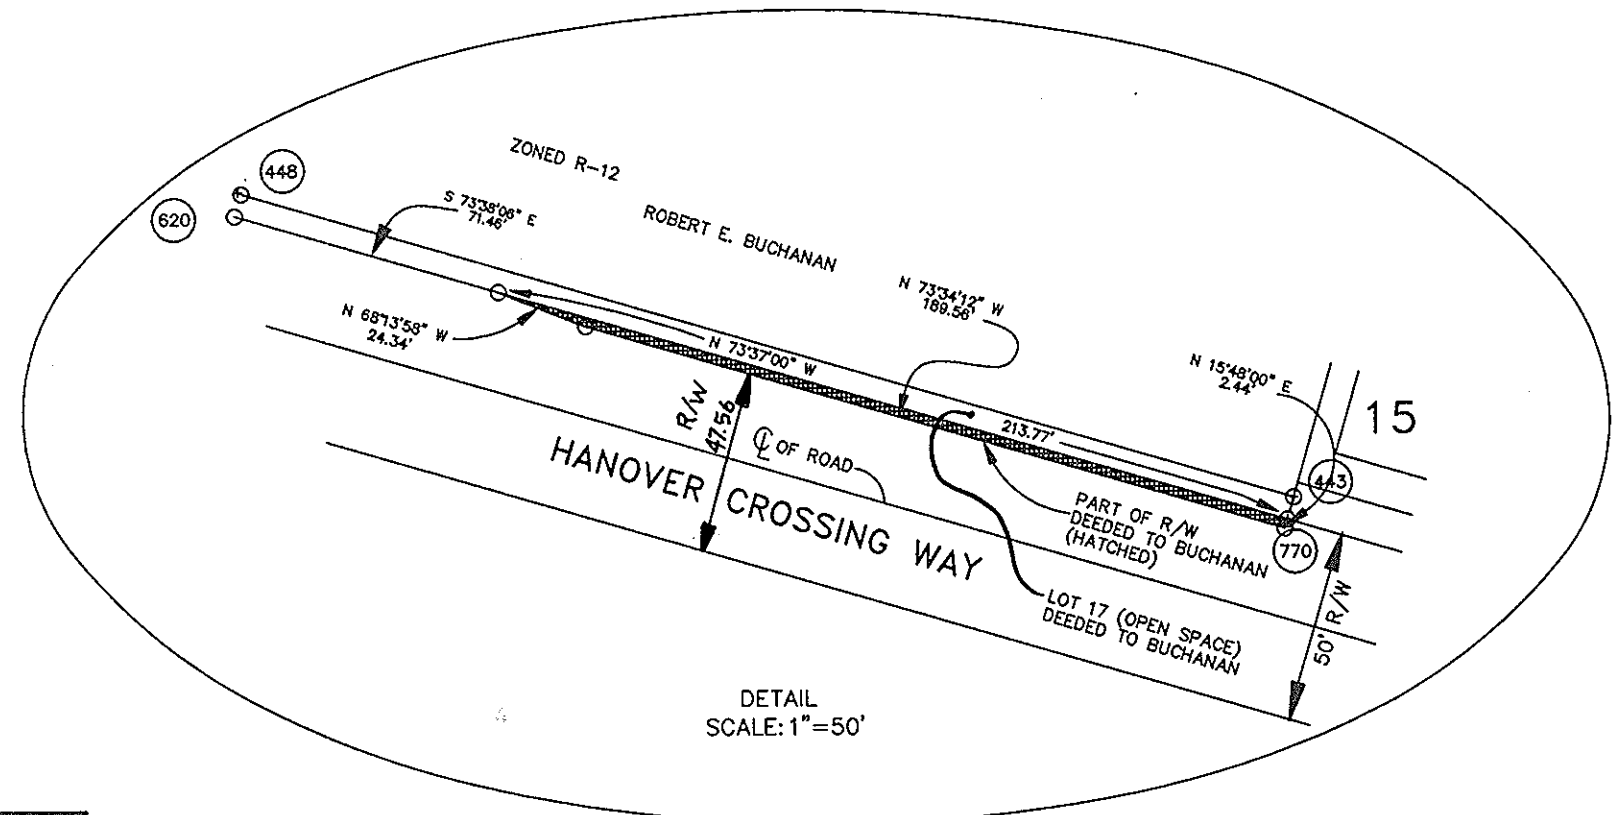 ZONED R-12
448
620
S 73°38'06" E
71.46'
ROBERT E. BUCHANAN
N 73°34'12" W
189.56'
N 68°13'58" W
24.34'
N 73°37'00" W
N 15°48'00" E
2.44'
15
R/W
47.56
213.77'
℄ OF ROAD
443
HANOVER CROSSING WAY
PART OF R/W
DEEDED TO BUCHANAN
(HATCHED)
770
LOT 17 (OPEN SPACE)
DEEDED TO BUCHANAN
50' R/W
DETAIL
SCALE: 1"=50'